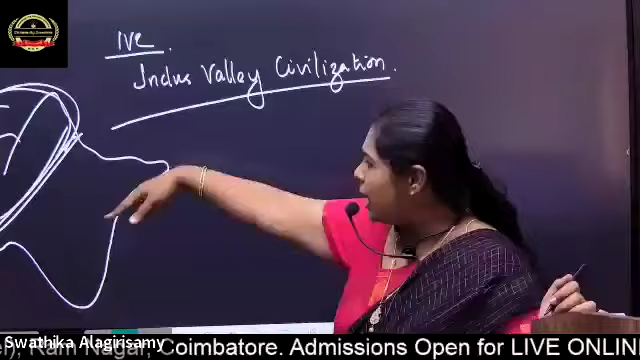 IVC.
Indus Valley Civilization.
Swathika Alagirisamy
Ram Nagar, Coimbatore. Admissions Open for LIVE ONLIN